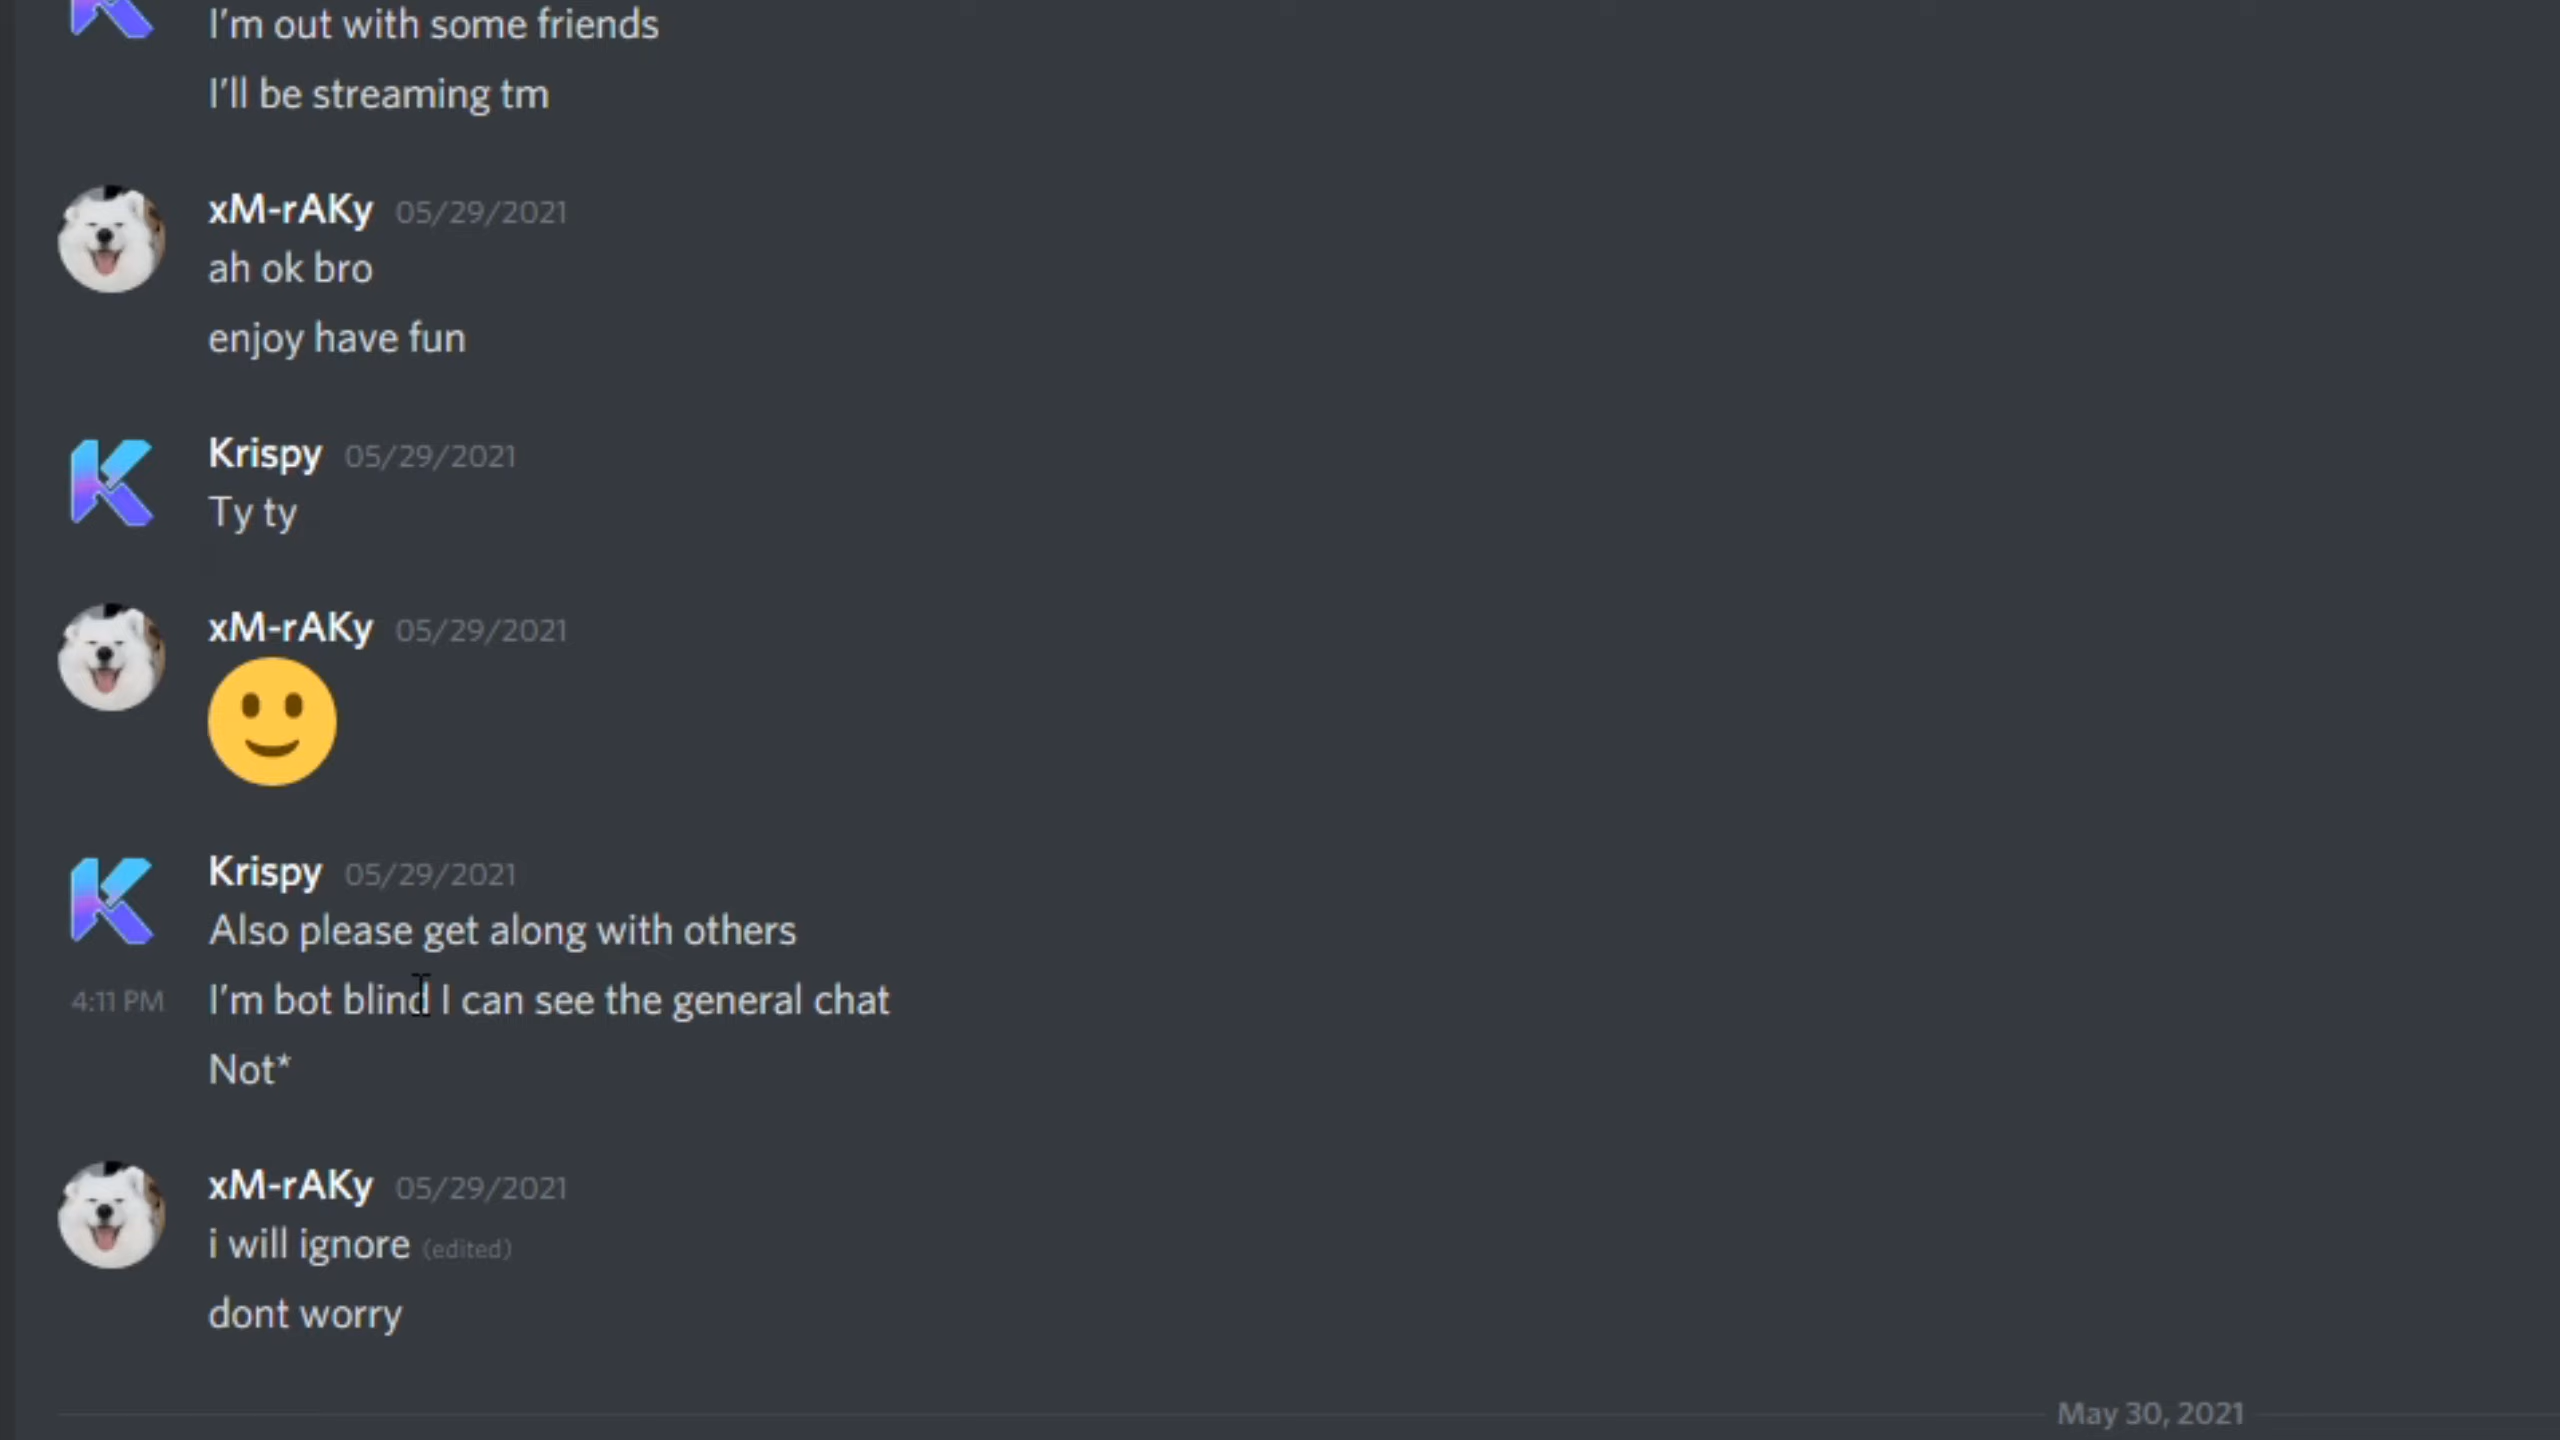 I'm out with some friends
I'll be streaming tm
xM-rAKy 05/29/2021
ah ok bro
enjoy have fun
Krispy 05/29/2021
Ty ty
xM-rAKy 05/29/2021
Krispy 05/29/2021
Also please get along with others
4:11 PM I'm bot blind I can see the general chat
Not*
xM-rAKy 05/29/2021
i will ignore (edited)
dont worry
May 30, 2021